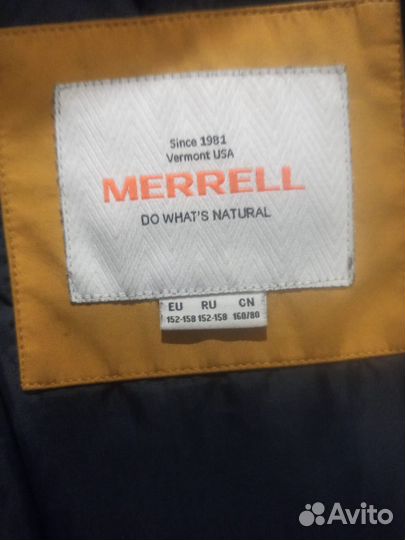 Since 1981
Vermont USA
MERRELL
DO WHAT'S NATURAL
EU RU CN
152-158 152-158 160/80
Avito